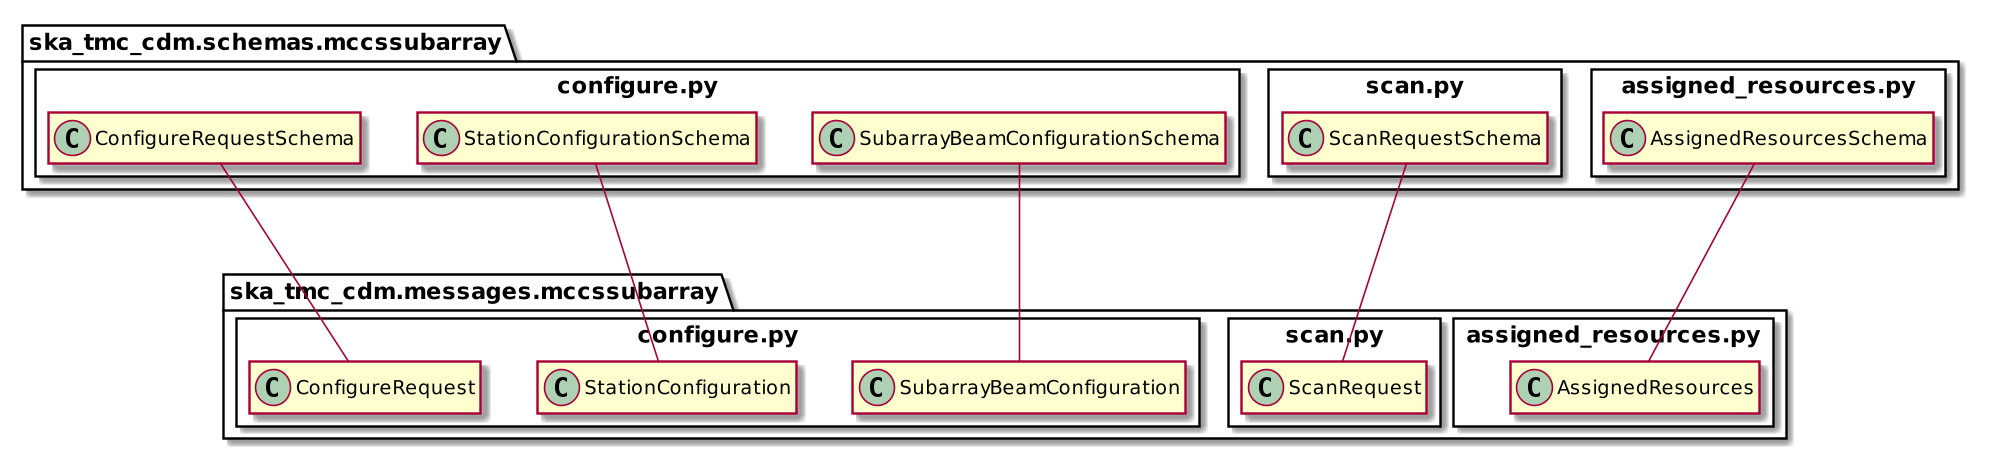 ska_tmc_cdm.schemas.mccssubarray
configure.py
scan.py
assigned_resources.py
C ConfigureRequestSchema
C StationConfigurationSchema
C SubarrayBeamConfigurationSchema
C ScanRequestSchema
C AssignedResourcesSchema
ska_tmc_cdm.messages.mccssubarray
configure.py
scan.py
assigned_resources.py
C ConfigureRequest
C StationConfiguration
C SubarrayBeamConfiguration
C ScanRequest
C AssignedResources